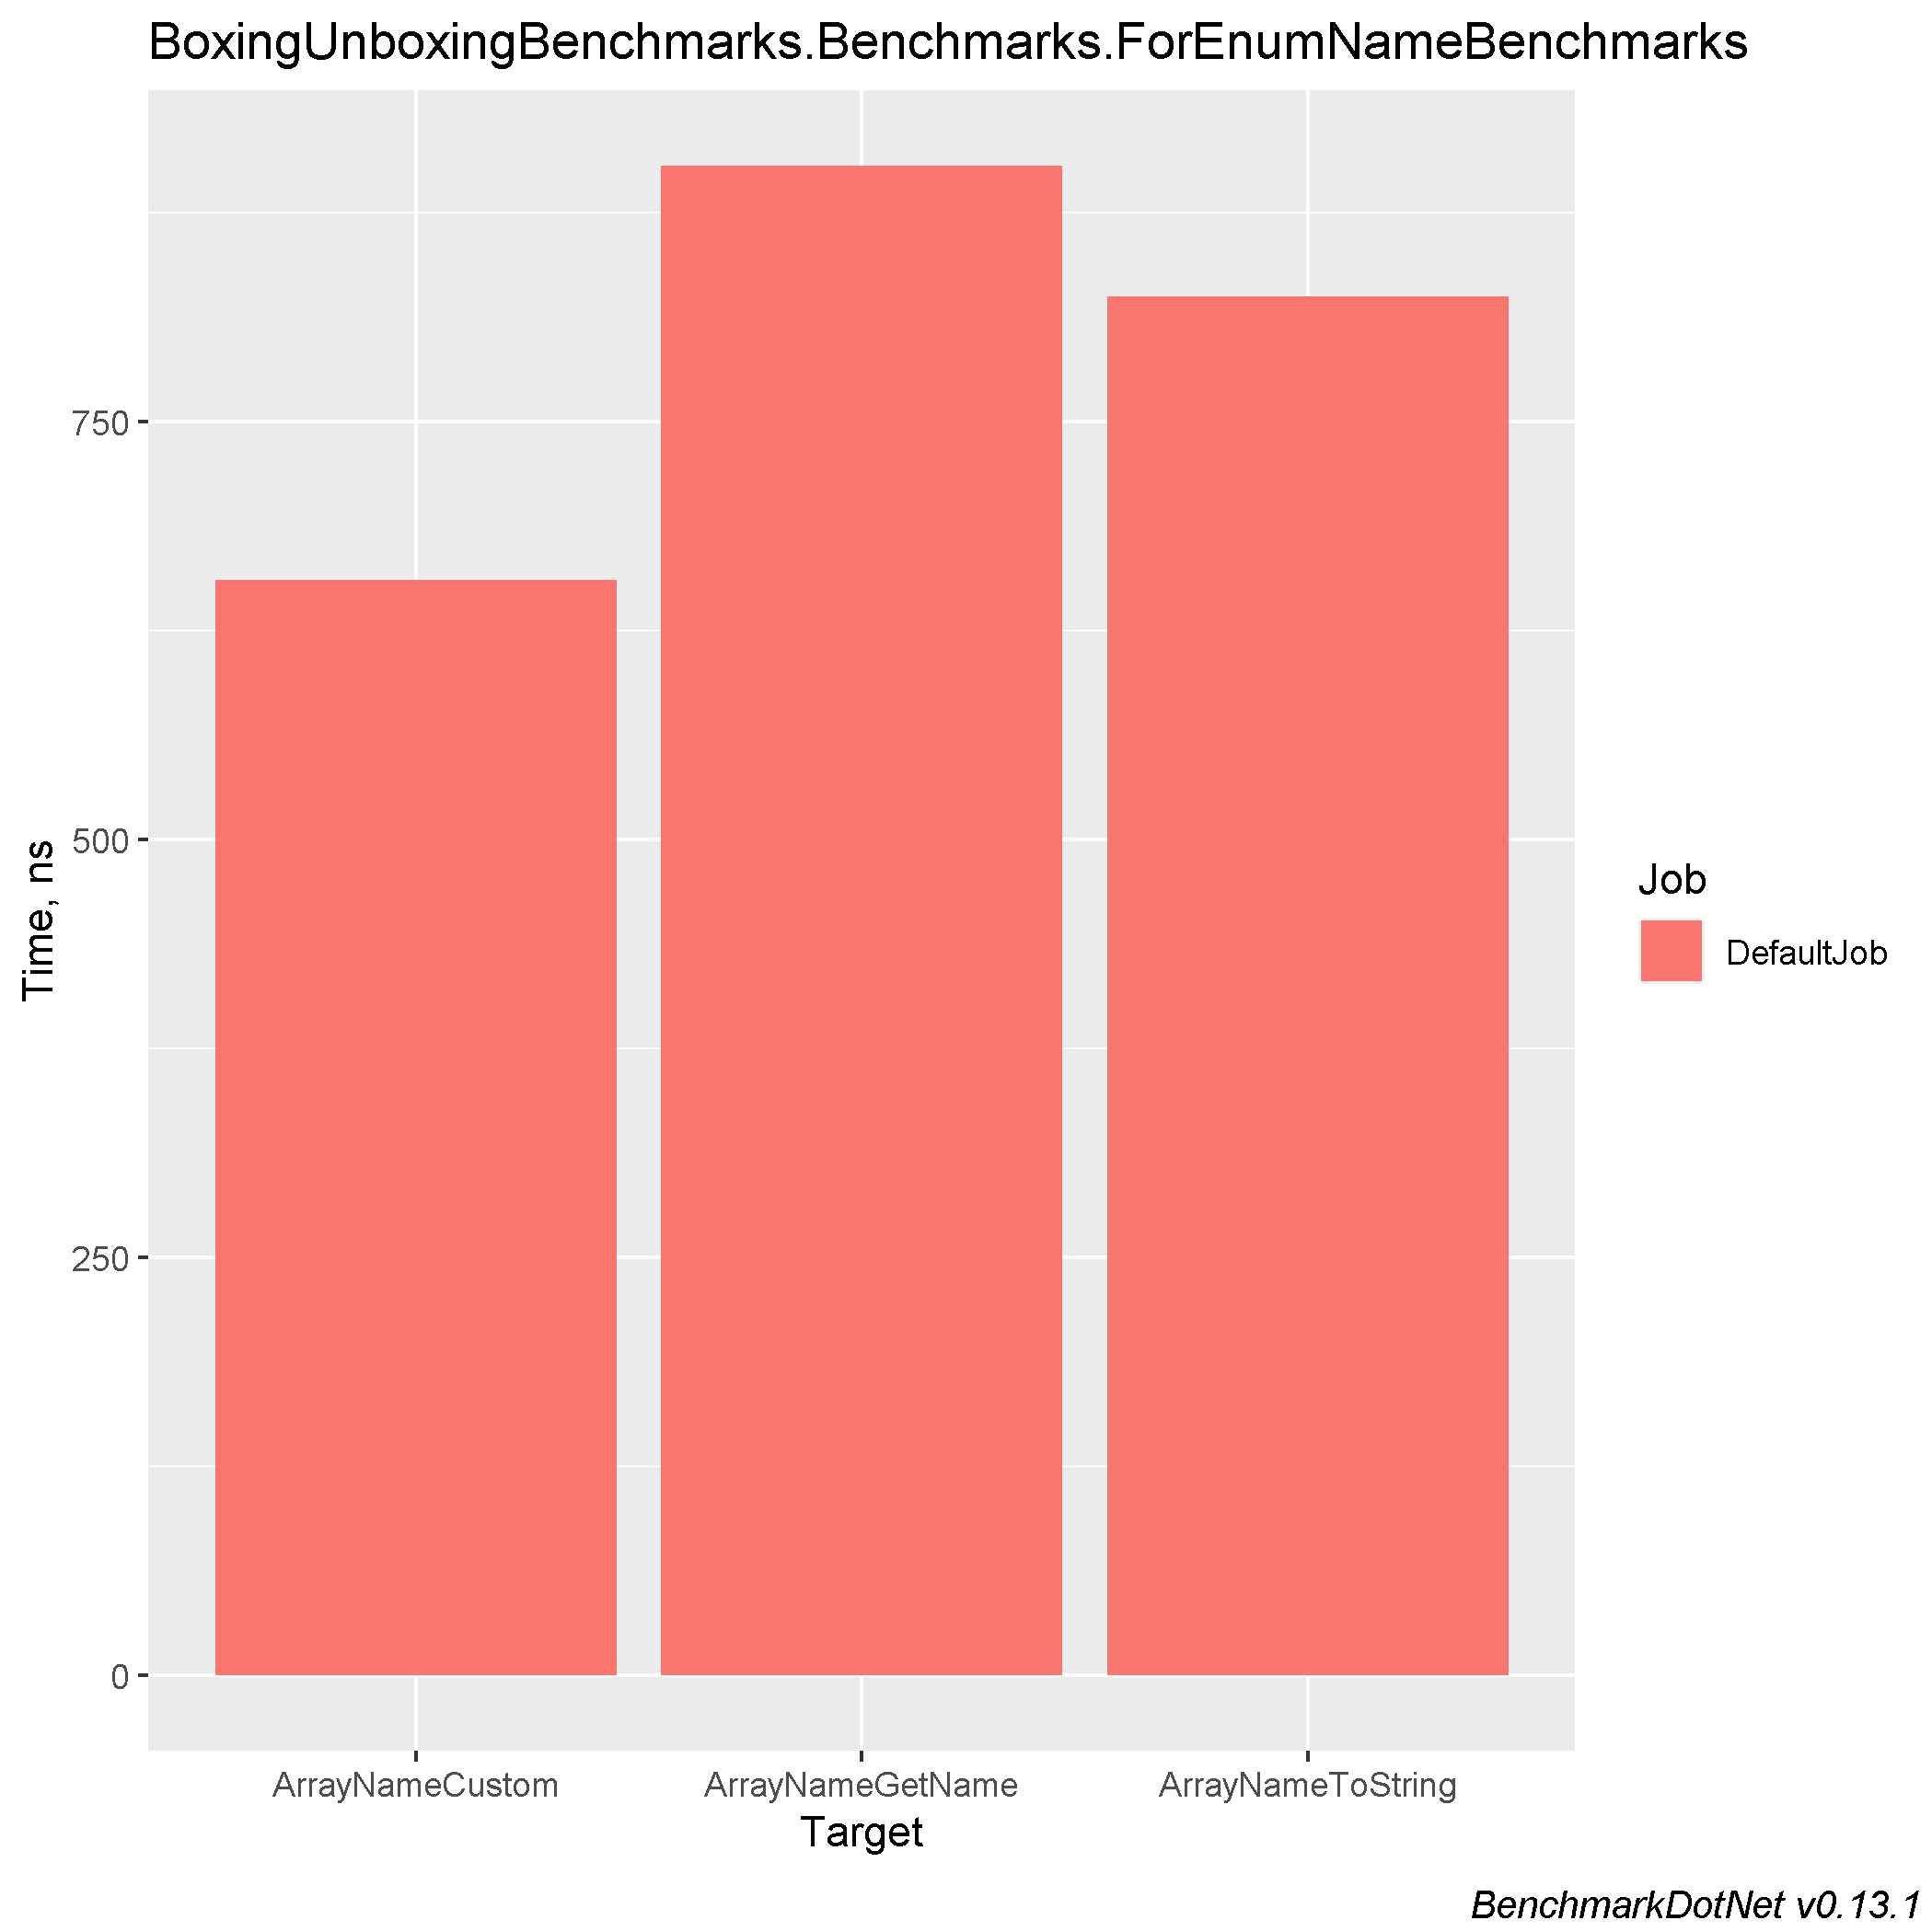 BoxingUnboxingBenchmarks.Benchmarks.ForEnumNameBenchmarks
750
500
250
0
Time, ns
ArrayNameCustom
ArrayNameGetName
ArrayNameToString
Target
Job
DefaultJob
BenchmarkDotNet v0.13.1